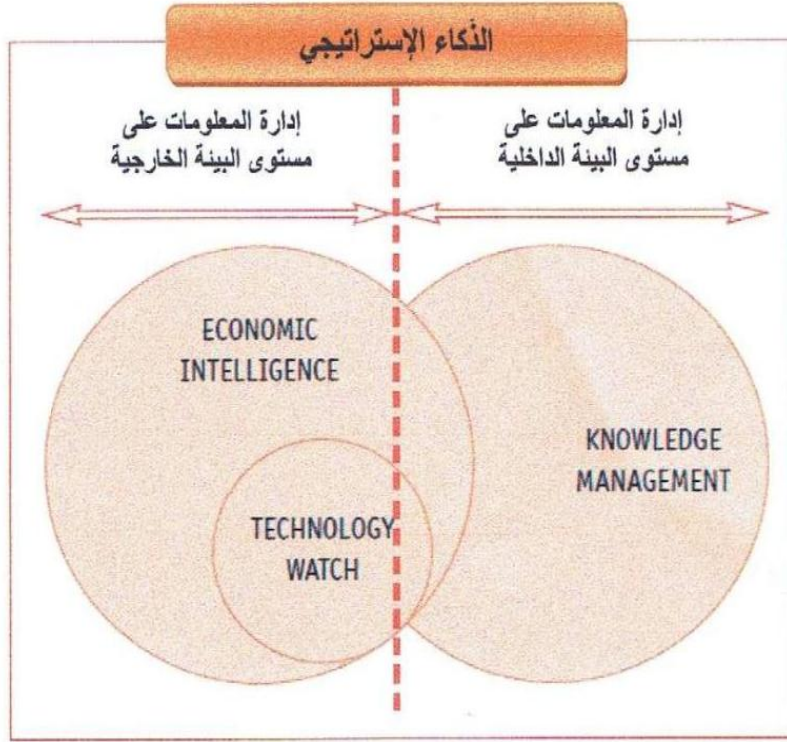 الذكاء الإستراتيجي
إدارة المعلومات على
مستوى البيئة الداخلية
إدارة المعلومات على
مستوى البيئة الخارجية
ECONOMIC
INTELLIGENCE
KNOWLEDGE
MANAGEMENT
TECHNOLOGY
WATCH